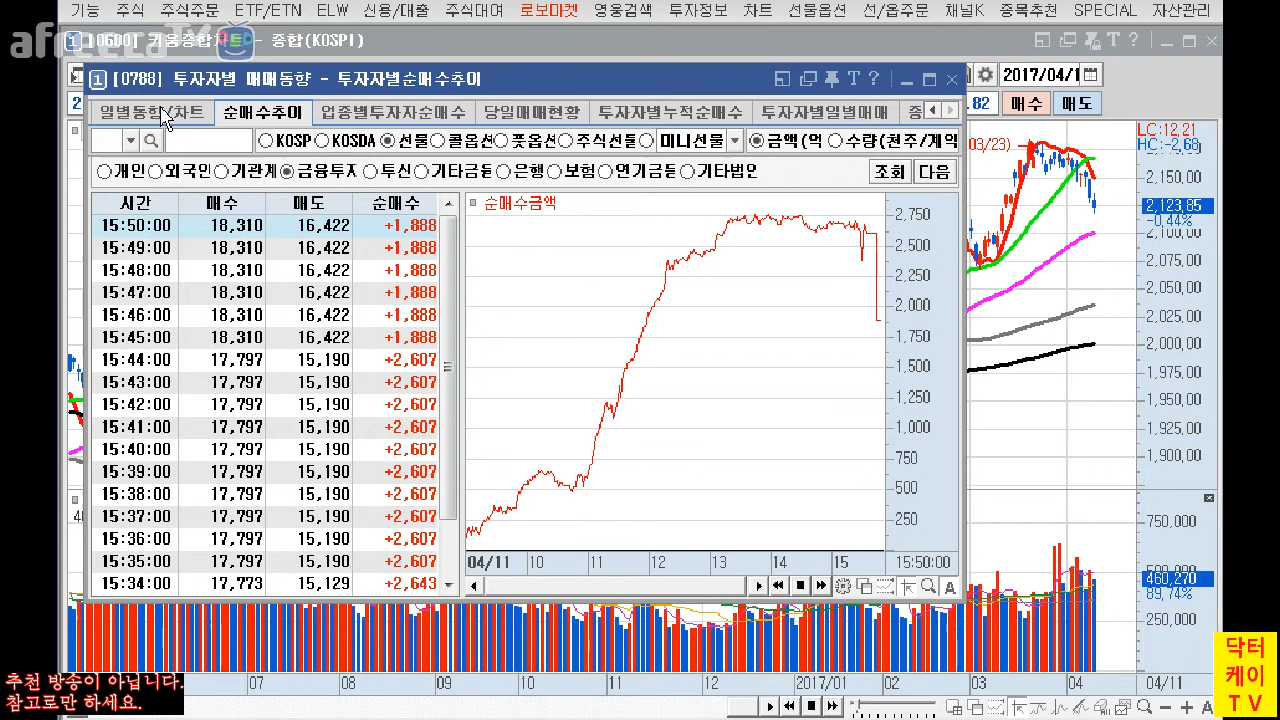 기능 주식 주식주문 ETF/ETN ELW 신용/대출 주식대여 로보마켓 영웅검색 투자정보 차트 선물옵션 선/옵주문 채널K 종목추천 SPECIAL 자산관리
afreecaTV
1 [0600] 키움종합차트 - 종합(KOSPI)
1 [0788] 투자자별 매매동향 - 투자자별순매수추이
2017/04/1
일별동향/차트 순매수추이 업종별투자자순매수 당일매매현황 투자자별누적순매수 투자자별일별매매 종
2 .82 매수 매도
KOSP KOSDA 선물 콜옵션 풋옵션 주식선물 미니선물 금액(억 수량(천주/계약
개인 외국인 기관계 금융투자 투신 기타금융 은행 보험 연기금등 기타법인 조회 다음
/03/23)
LC:12,21
HC:-2,68
2,150,00
2,123,85
-0,44%
2,100,00
2,075,00
2,050,00
2,025,00
2,000,00
1,975,00
1,950,00
1,925,00
1,900,00
시간 매수 매도 순매수
15:50:00 18,310 16,422 +1,888
15:49:00 18,310 16,422 +1,888
15:48:00 18,310 16,422 +1,888
15:47:00 18,310 16,422 +1,888
15:46:00 18,310 16,422 +1,888
15:45:00 18,310 16,422 +1,888
15:44:00 17,797 15,190 +2,607
15:43:00 17,797 15,190 +2,607
15:42:00 17,797 15,190 +2,607
15:41:00 17,797 15,190 +2,607
15:40:00 17,797 15,190 +2,607
15:39:00 17,797 15,190 +2,607
15:38:00 17,797 15,190 +2,607
15:37:00 17,797 15,190 +2,607
15:36:00 17,797 15,190 +2,607
15:35:00 17,797 15,190 +2,607
15:34:00 17,773 15,129 +2,643
순매수금액
2,750
2,500
2,250
2,000
1,750
1,500
1,250
1,000
750
500
250
04/11 10 11 12 13 14 15 15:50:00
750,000
460,270
89,74%
250,000
07 08 09 10 11 12 2017/01 02 03 04 04/11
추천 방송이 아닙니다.
참고로만 하세요.
닥터
케이
TV